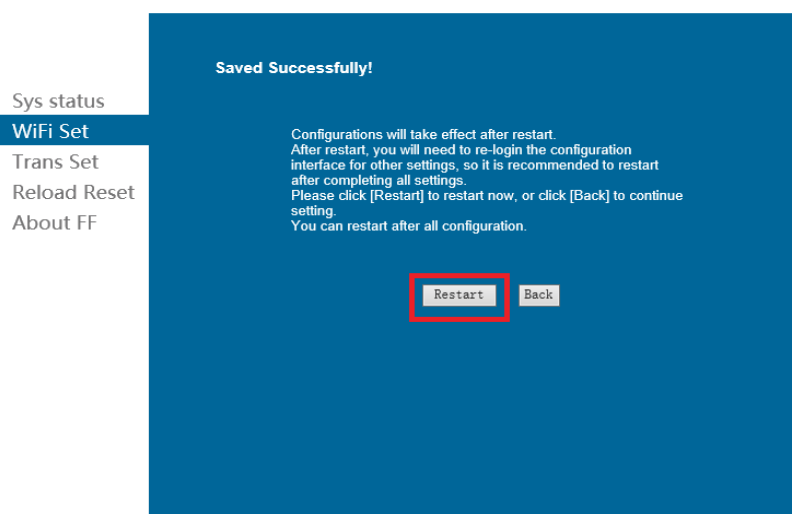 Saved Successfully!
Sys status
WiFi Set
Trans Set
Reload Reset
About FF
Configurations will take effect after restart.
After restart, you will need to re-login the configuration
interface for other settings, so it is recommended to restart
after completing all settings.
Please click [Restart] to restart now, or click [Back] to continue
setting.
You can restart after all configuration.
Restart
Back